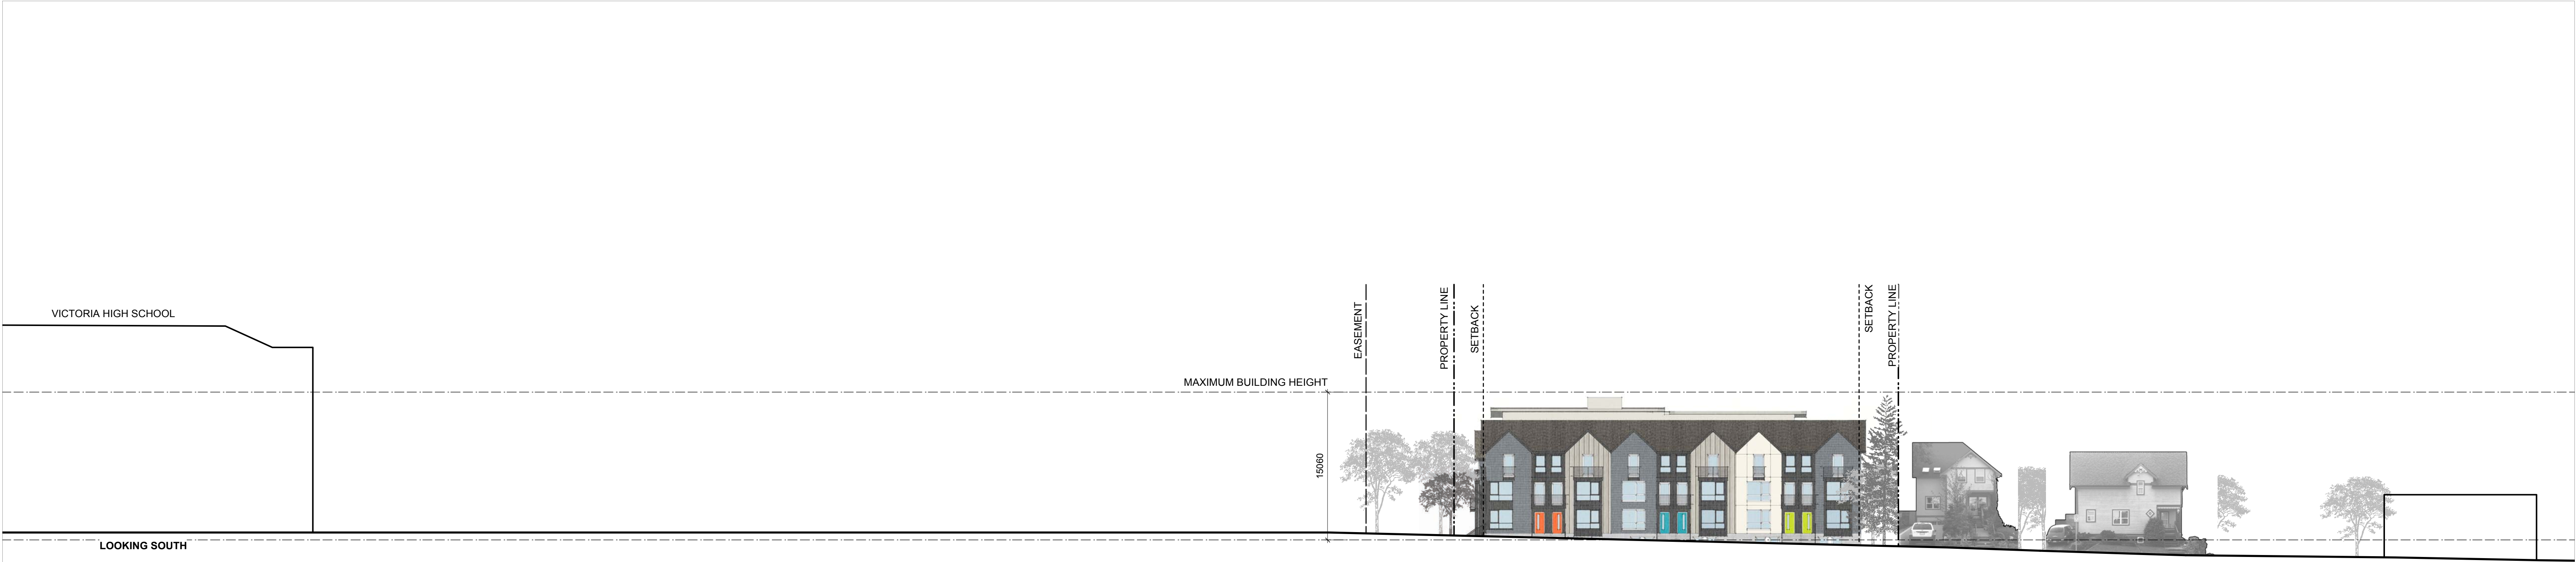 VICTORIA HIGH SCHOOL
LOOKING SOUTH
MAXIMUM BUILDING HEIGHT
15060
EASEMENT
PROPERTY LINE
SETBACK
SETBACK
PROPERTY LINE